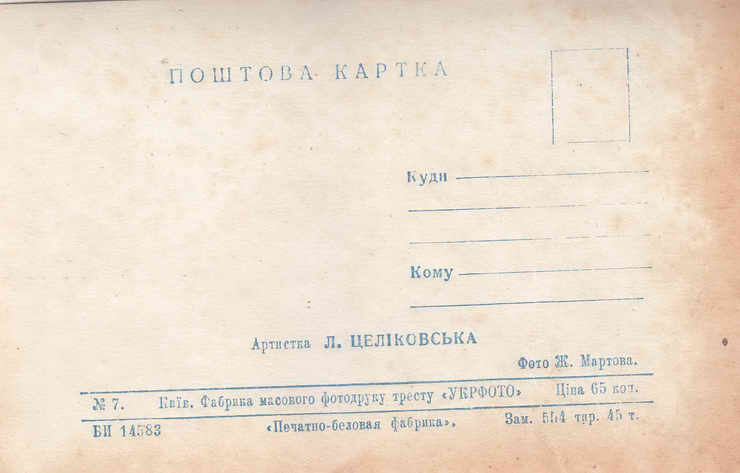 ПОШТОВА КАРТКА
Куди
Кому
Артистка Л. ЦЕЛІКОВСЬКА
Фото Ж. Мартова.
№ 7. Київ. Фабрика масового фотодруку тресту «УКРФОТО» Ціна 65 коп.
БИ 14583 «Печатно-беловая фабрика». Зам. 554 тир. 45 т.